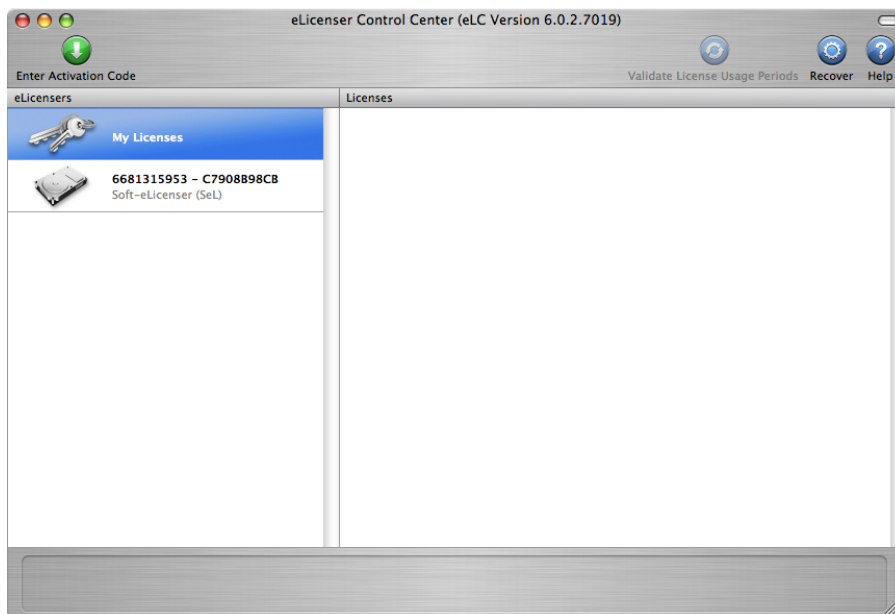 eLicenser Control Center (eLC Version 6.0.2.7019)
Enter Activation Code
Validate License Usage Periods
Recover
Help
eLicensers
Licenses
My Licenses
6681315953 - C7908B98CB
Soft-eLicenser (SeL)